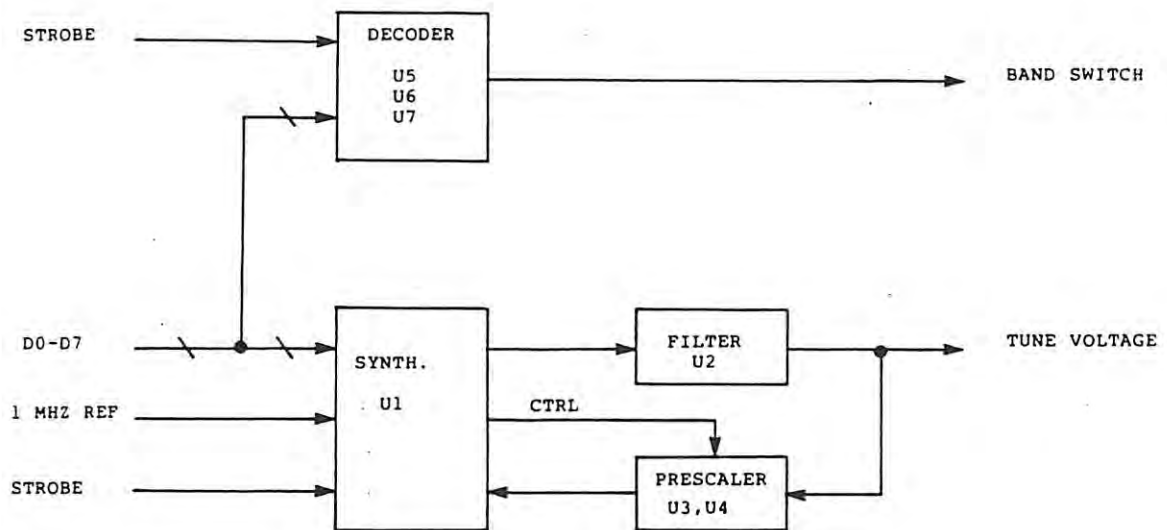 STROBE
DECODER
U5
U6
U7
BAND SWITCH
D0-D7
1 MHZ REF
STROBE
SYNTH.
U1
FILTER
U2
TUNE VOLTAGE
CTRL
PRESCALER
U3,U4